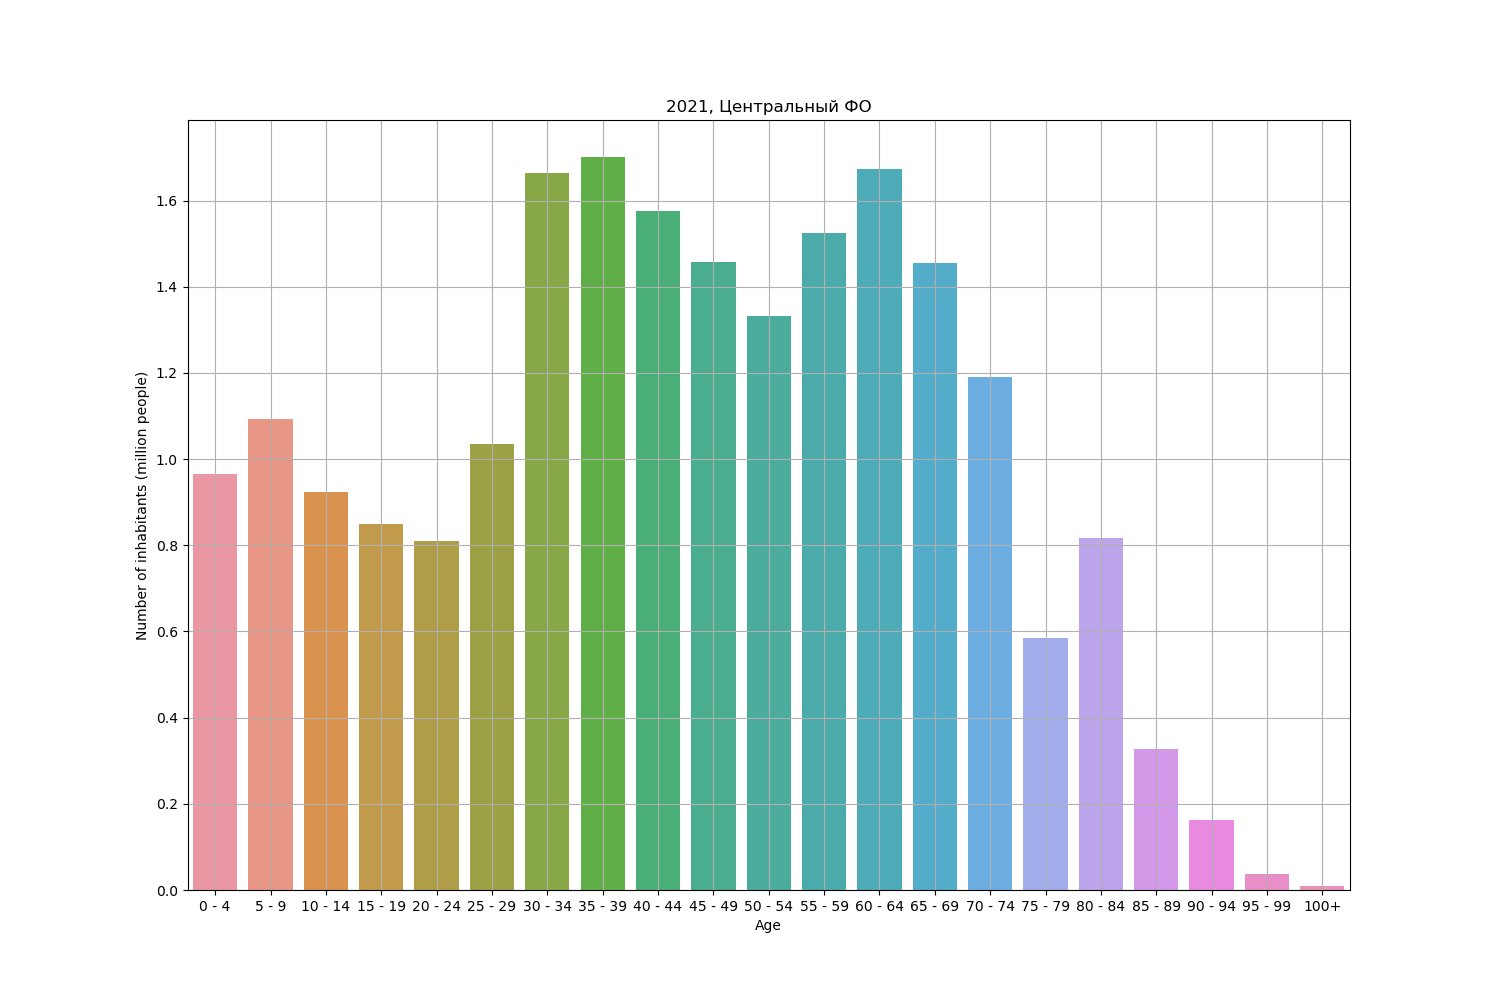 2021, Центральный ФО
Number of inhabitants (million people)
1.6
1.4
1.2
1.0
0.8
0.6
0.4
0.2
0.0
0 - 4 5 - 9 10 - 14 15 - 19 20 - 24 25 - 29 30 - 34 35 - 39 40 - 44 45 - 49 50 - 54 55 - 59 60 - 64 65 - 69 70 - 74 75 - 79 80 - 84 85 - 89 90 - 94 95 - 99 100+
Age